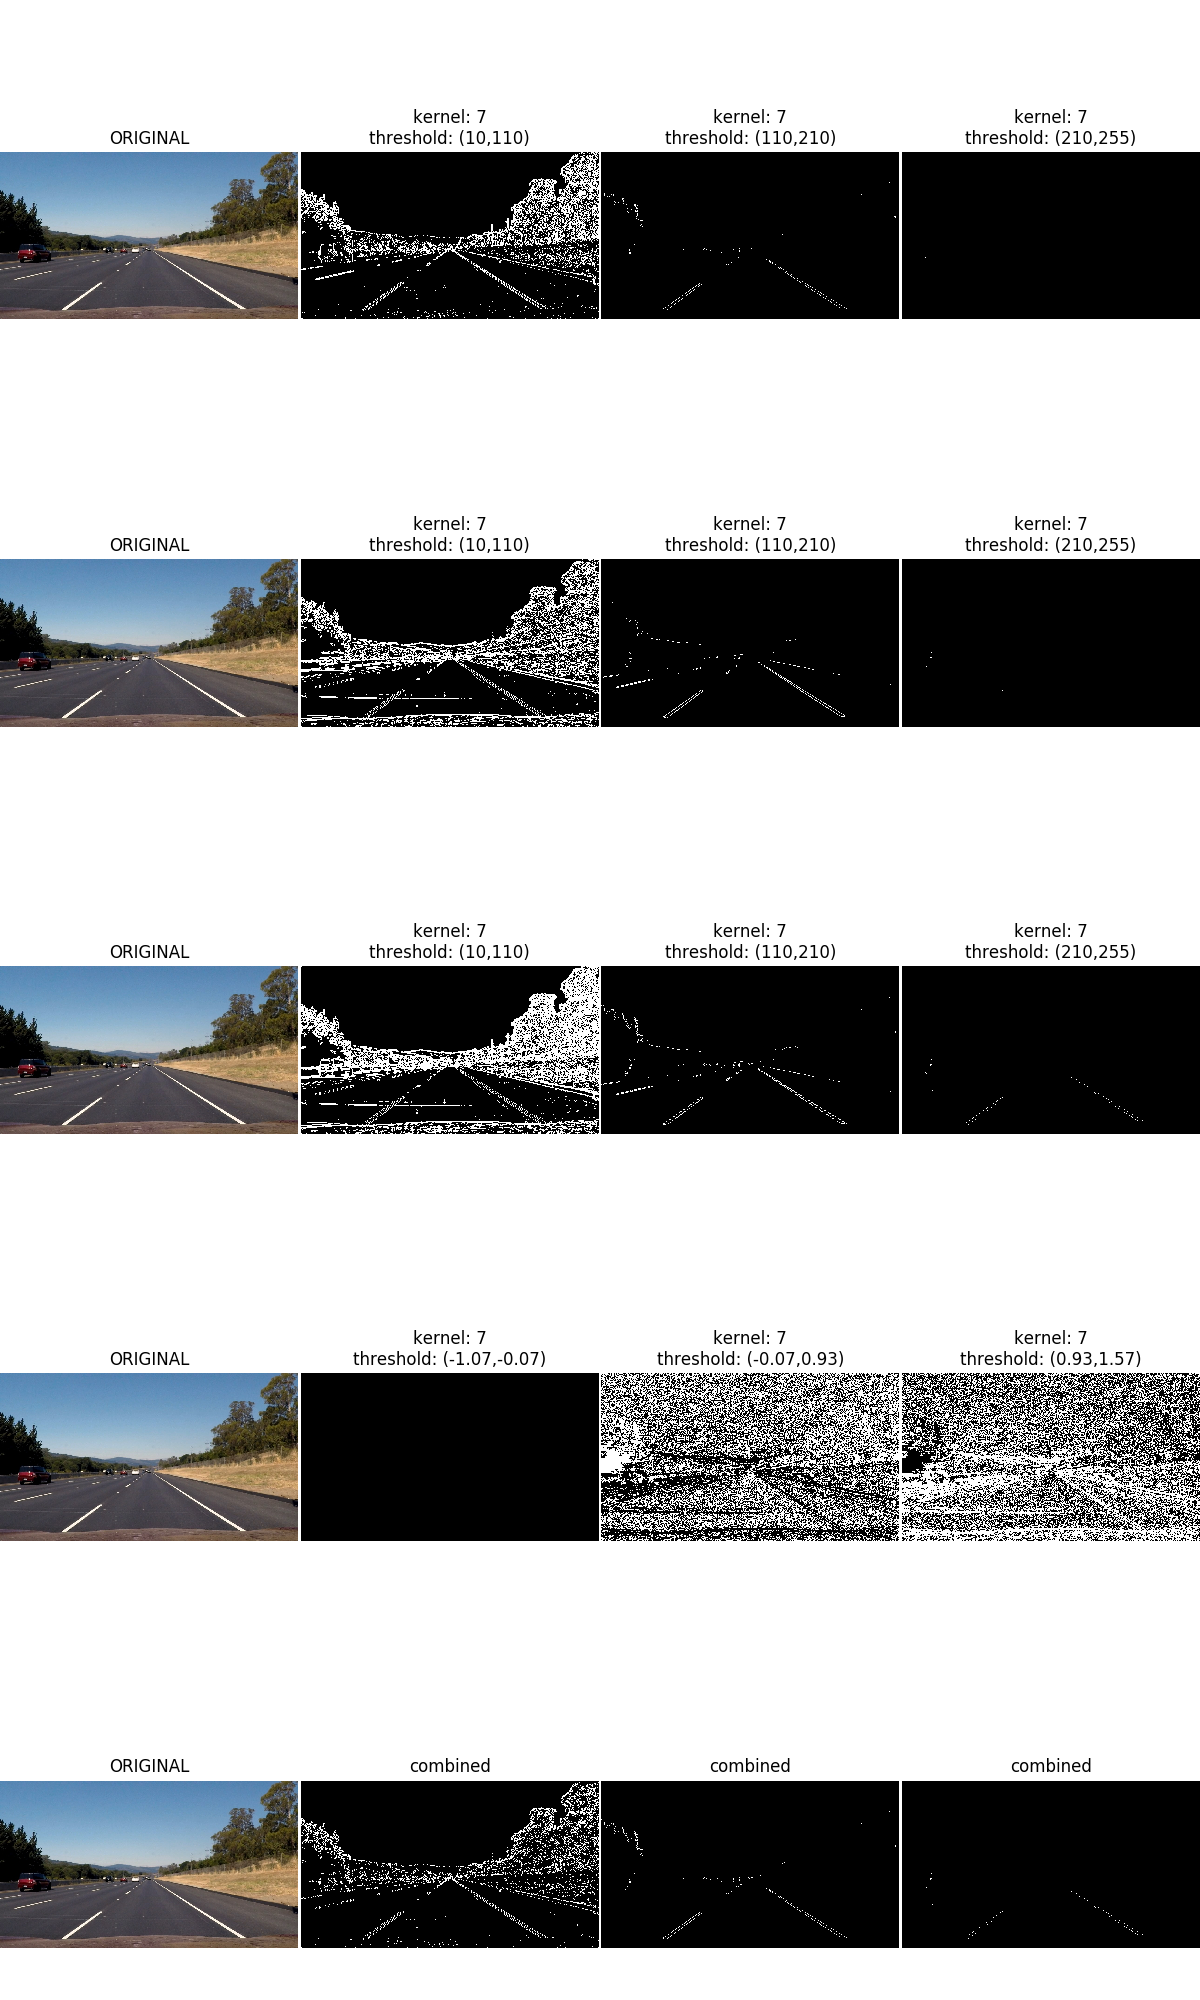 ORIGINAL
kernel: 7
threshold: (10,110)
kernel: 7
threshold: (110,210)
kernel: 7
threshold: (210,255)
ORIGINAL
kernel: 7
threshold: (10,110)
kernel: 7
threshold: (110,210)
kernel: 7
threshold: (210,255)
ORIGINAL
kernel: 7
threshold: (10,110)
kernel: 7
threshold: (110,210)
kernel: 7
threshold: (210,255)
ORIGINAL
kernel: 7
threshold: (-1.07,-0.07)
kernel: 7
threshold: (-0.07,0.93)
kernel: 7
threshold: (0.93,1.57)
ORIGINAL
combined
combined
combined